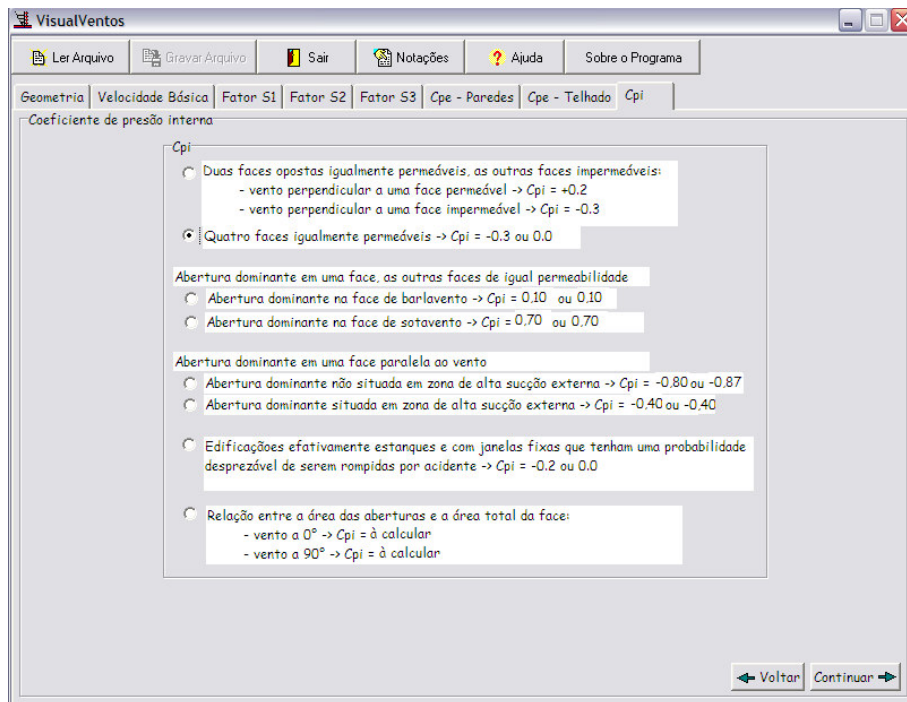 VisualVentos
Ler Arquivo Gravar Arquivo Sair Notações ? Ajuda Sobre o Programa
Geometria Velocidade Básica Fator S1 Fator S2 Fator S3 Cpe - Paredes Cpe - Telhado Cpi
Coeficiente de presão interna
Cpi
Duas faces opostas igualmente permeáveis, as outras faces impermeáveis:
- vento perpendicular a uma face permeável -> Cpi = +0.2
- vento perpendicular a uma face impermeável -> Cpi = -0.3
Quatro faces igualmente permeáveis -> Cpi = -0.3 ou 0.0
Abertura dominante em uma face, as outras faces de igual permeabilidade
Abertura dominante na face de barlavento -> Cpi = 0,10 ou 0,10
Abertura dominante na face de sotavento -> Cpi = 0,70 ou 0,70
Abertura dominante em uma face paralela ao vento
Abertura dominante não situada em zona de alta sucção externa -> Cpi = -0,80 ou -0,87
Abertura dominante situada em zona de alta sucção externa -> Cpi = -0,40 ou -0,40
Edificaçãoes efativamente estanques e com janelas fixas que tenham uma probabilidade
desprezável de serem rompidas por acidente -> Cpi = -0.2 ou 0.0
Relação entre a área das aberturas e a área total da face:
- vento a 0° -> Cpi = à calcular
- vento a 90° -> Cpi = à calcular
Voltar Continuar